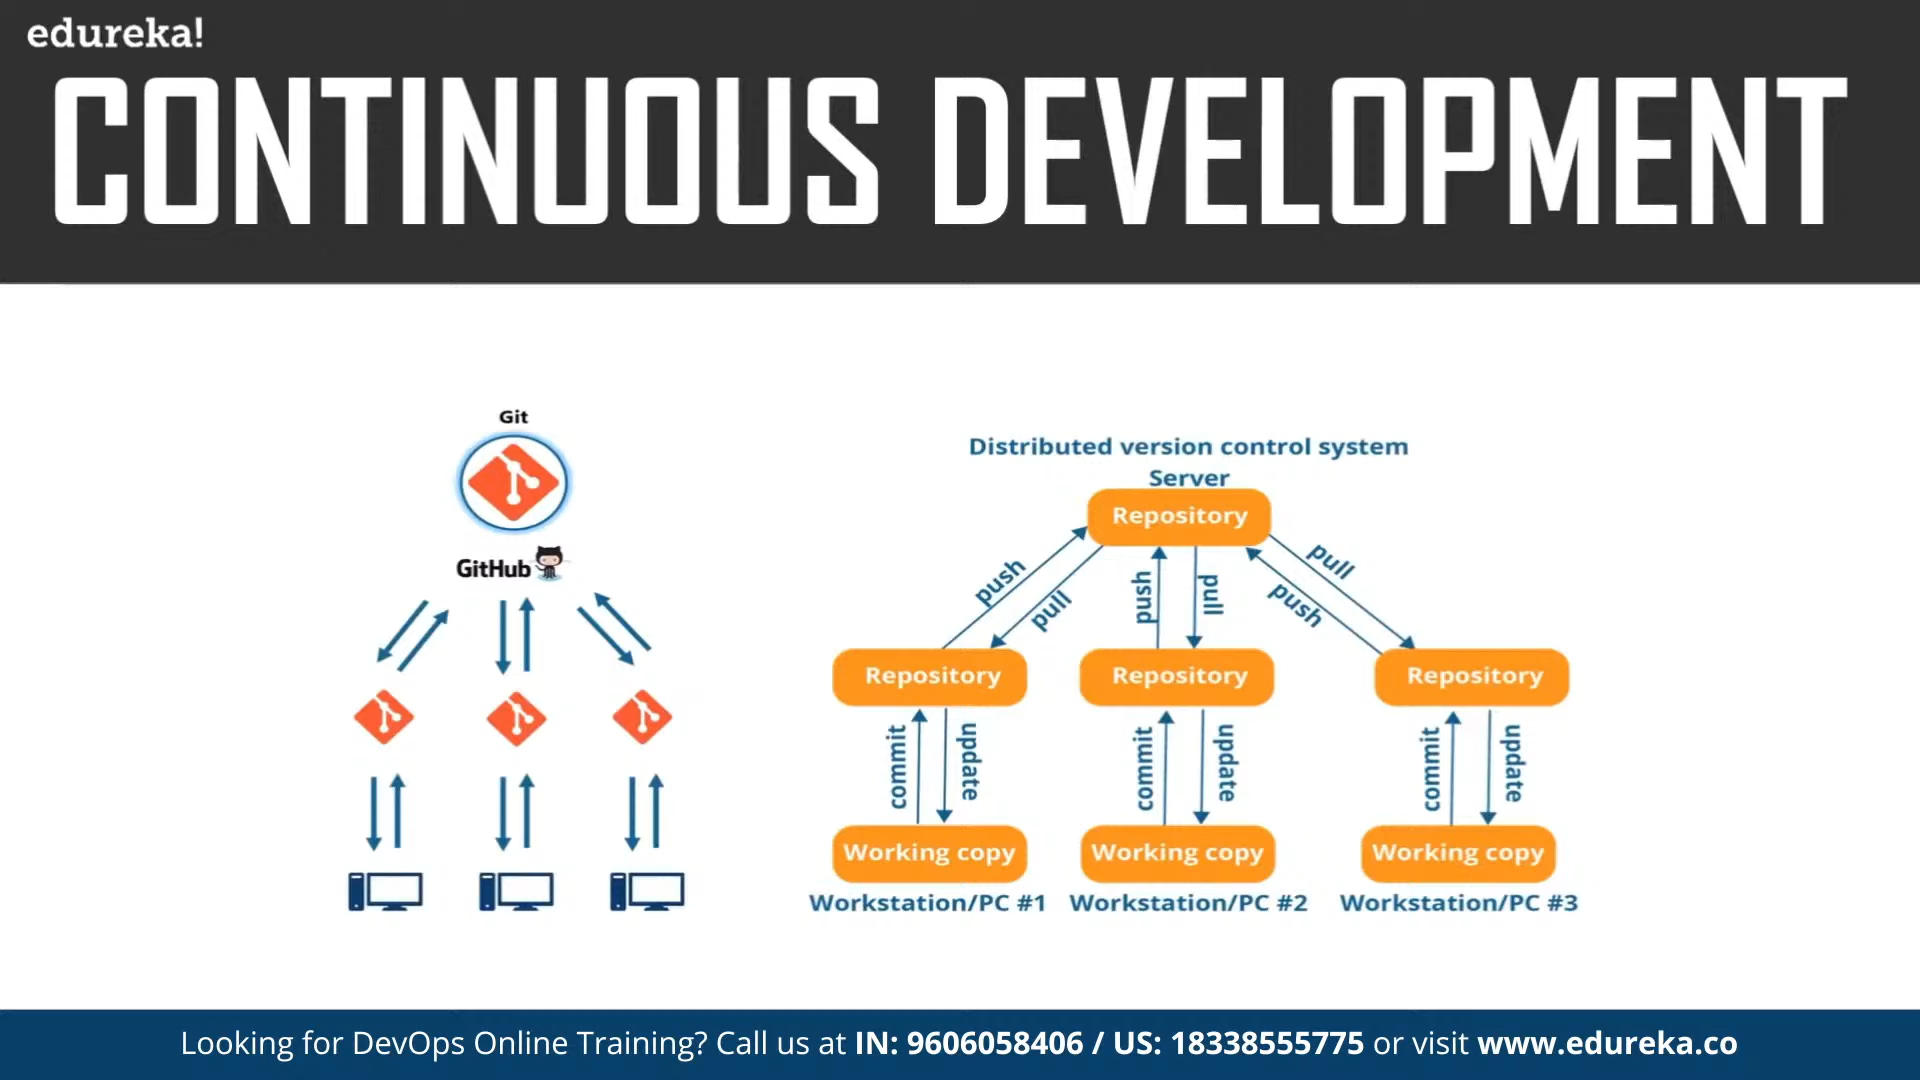 edureka!
CONTINUOUS DEVELOPMENT
Git
GitHub
Distributed version control system
Server
Repository
push
pull
push
pull
push
pull
Repository
Repository
Repository
commit
update
commit
update
commit
update
Working copy
Working copy
Working copy
Workstation/PC #1
Workstation/PC #2
Workstation/PC #3
Looking for DevOps Online Training? Call us at IN: 9606058406 / US: 18338555775 or visit www.edureka.co